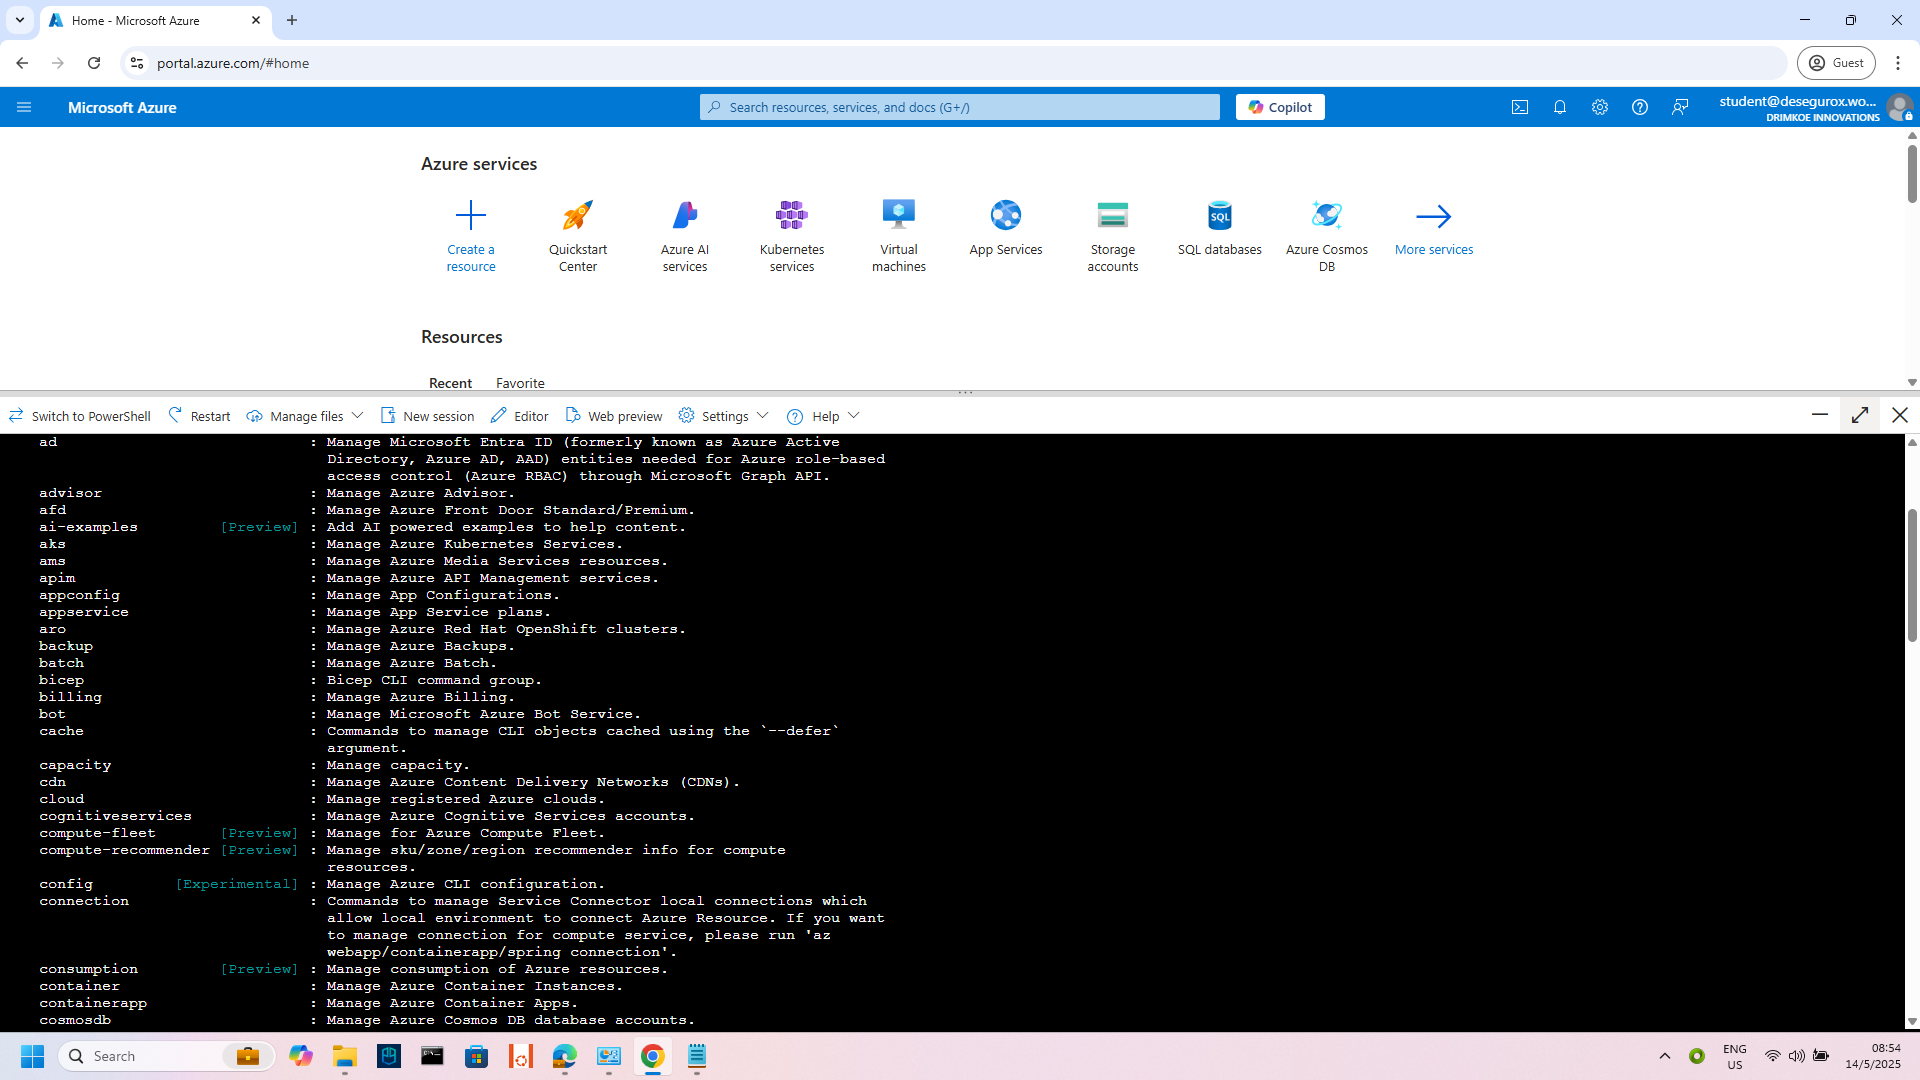 Home - Microsoft Azure
portal.azure.com/#home
Guest
Microsoft Azure
Search resources, services, and docs (G+/)
Copilot
student@desegurox.wo...
DRIMKOE INNOVATIONS
Azure services
Create a resource
Quickstart Center
Azure AI services
Kubernetes services
Virtual machines
App Services
Storage accounts
SQL
SQL databases
Azure Cosmos DB
More services
Resources
Recent Favorite
Switch to PowerShell Restart Manage files New session Editor Web preview Settings Help
ad : Manage Microsoft Entra ID (formerly known as Azure Active
Directory, Azure AD, AAD) entities needed for Azure role-based
access control (Azure RBAC) through Microsoft Graph API.
advisor : Manage Azure Advisor.
afd : Manage Azure Front Door Standard/Premium.
ai-examples [Preview] : Add AI powered examples to help content.
aks : Manage Azure Kubernetes Services.
ams : Manage Azure Media Services resources.
apim : Manage Azure API Management services.
appconfig : Manage App Configurations.
appservice : Manage App Service plans.
aro : Manage Azure Red Hat OpenShift clusters.
backup : Manage Azure Backups.
batch : Manage Azure Batch.
bicep : Bicep CLI command group.
billing : Manage Azure Billing.
bot : Manage Microsoft Azure Bot Service.
cache : Commands to manage CLI objects cached using the `--defer`
argument.
capacity : Manage capacity.
cdn : Manage Azure Content Delivery Networks (CDNs).
cloud : Manage registered Azure clouds.
cognitiveservices : Manage Azure Cognitive Services accounts.
compute-fleet [Preview] : Manage for Azure Compute Fleet.
compute-recommender [Preview] : Manage sku/zone/region recommender info for compute
resources.
config [Experimental] : Manage Azure CLI configuration.
connection : Commands to manage Service Connector local connections which
allow local environment to connect Azure Resource. If you want
to manage connection for compute service, please run 'az
webapp/containerapp/spring connection'.
consumption [Preview] : Manage consumption of Azure resources.
container : Manage Azure Container Instances.
containerapp : Manage Azure Container Apps.
cosmosdb : Manage Azure Cosmos DB database accounts.
Search
ENG
US
08:54
14/5/2025